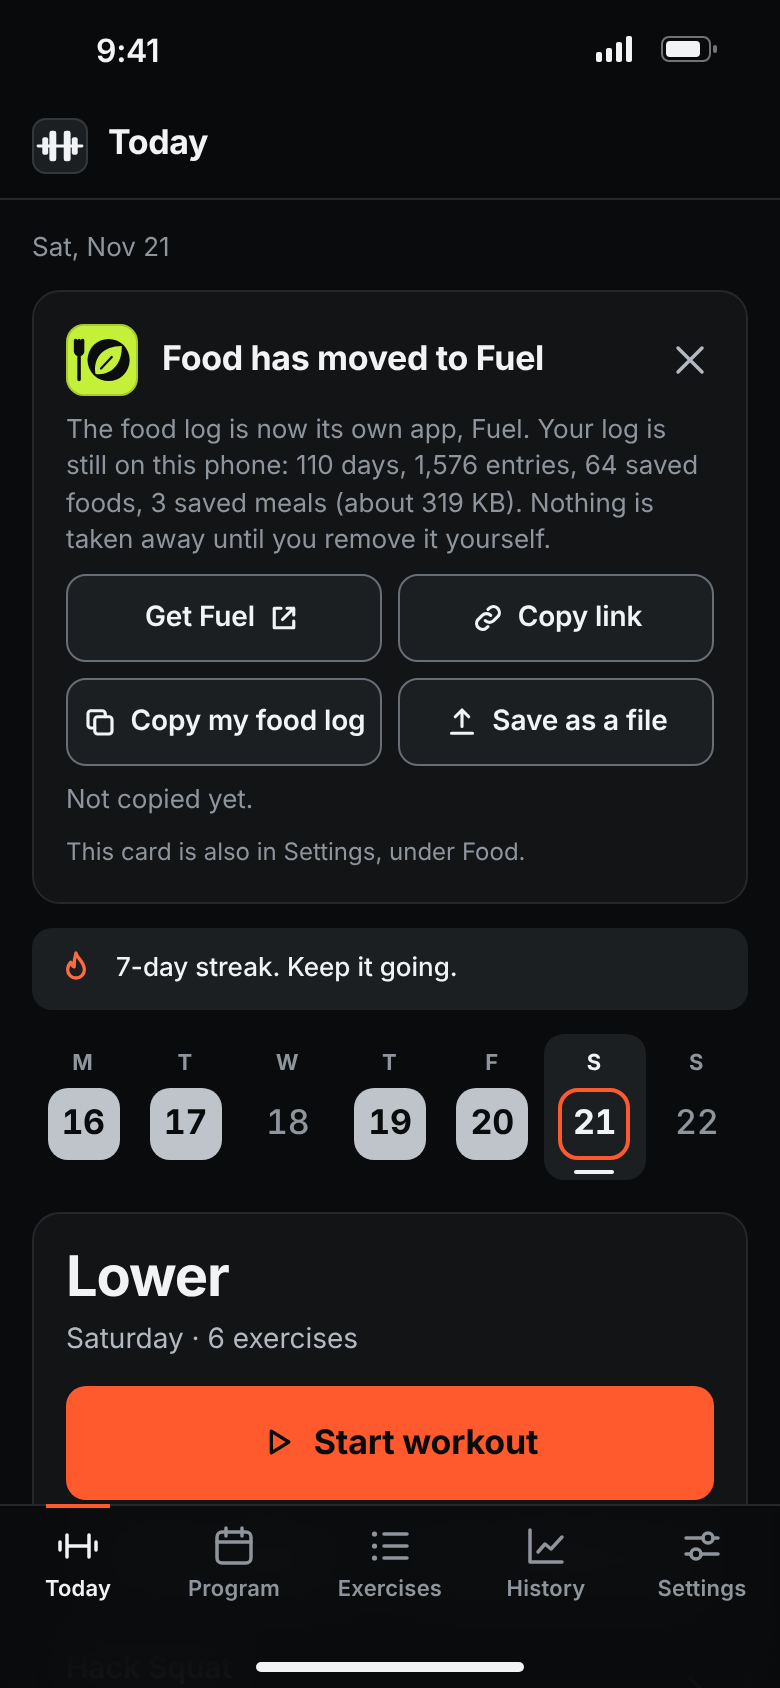 9:41
Today
Sat, Nov 21
Food has moved to Fuel
The food log is now its own app, Fuel. Your log is
still on this phone: 110 days, 1,576 entries, 64 saved
foods, 3 saved meals (about 319 KB). Nothing is
taken away until you remove it yourself.
Get Fuel
Copy link
Copy my food log
Save as a file
Not copied yet.
This card is also in Settings, under Food.
7-day streak. Keep it going.
M T W T F S S
16 17 18 19 20 21 22
Lower
Saturday · 6 exercises
Start workout
Today
Program
Exercises
History
Settings
Hack Squat